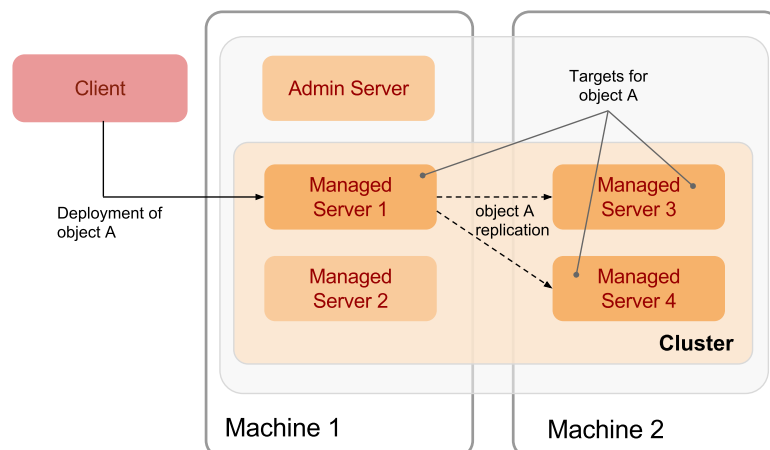 Client
Admin Server
Targets for
object A
Managed
Server 1
Managed
Server 3
Deployment of
object A
object A
replication
Managed
Server 2
Managed
Server 4
Cluster
Machine 1
Machine 2